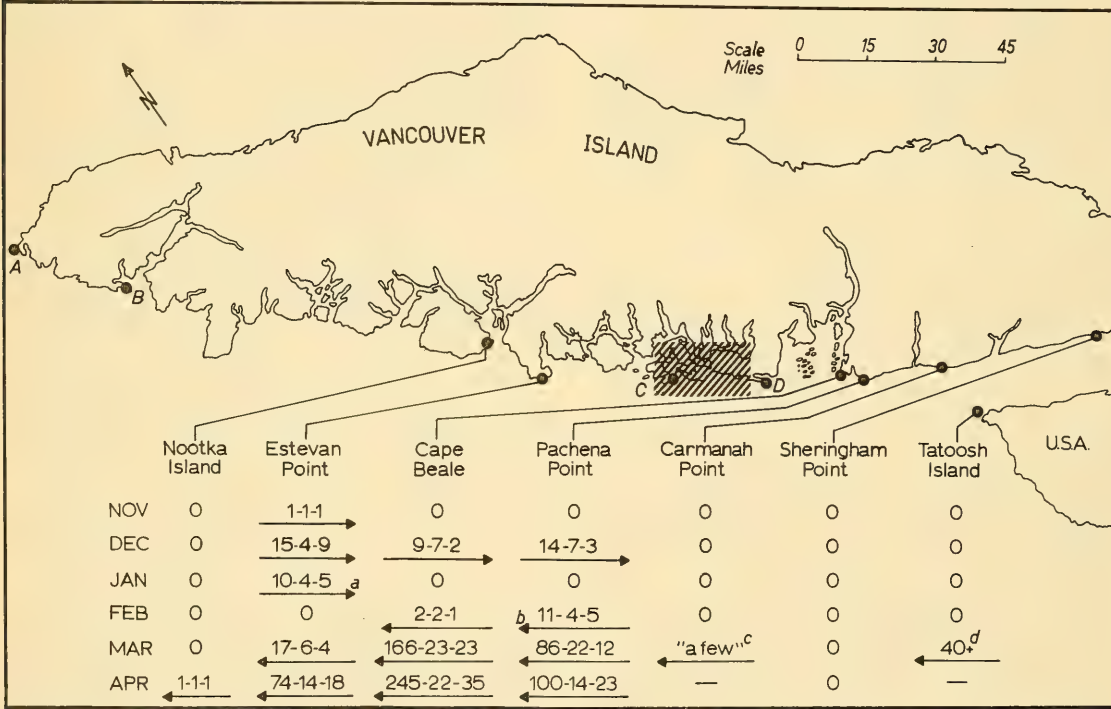 Scale 0 15 31 45
Miles
N
VANCOUVER ISLAND
A
B
C
D
U.S.A.
Nootka Island
Estevan Point
Cape Beale
Pachena Point
Carmanah Point
Sheringham Point
Tatoosh Island
NOV 0 1-1-1 0 0 0 0 0
DEC 0 15-4-9 9-7-2 14-7-3 0 0 0
JAN 0 10-4-5 a 0 0 0 0 0
FEB 0 0 2-2-1 b 11-4-5 0 0 0
MAR 0 17-6-4 166-23-23 86-22-12 "a few" c 0 40+ d
APR 1-1-1 74-14-18 245-22-35 100-14-23 — 0 —